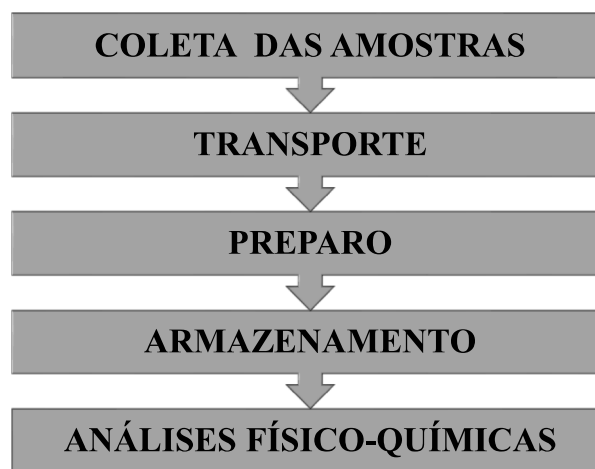 COLETA DAS AMOSTRAS
TRANSPORTE
PREPARO
ARMAZENAMENTO
ANÁLISES FÍSICO-QUÍMICAS